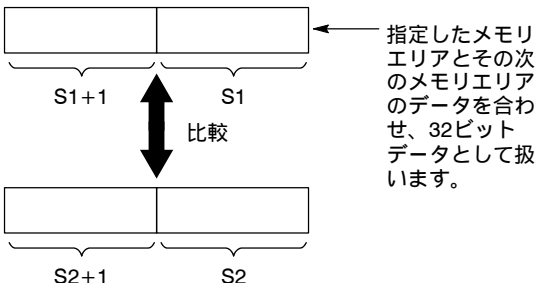 指定したメモリ
エリアとその次
のメモリエリア
のデータを合わ
せ、32ビット
データとして扱
います。
S1+1 S1
比較
S2+1 S2